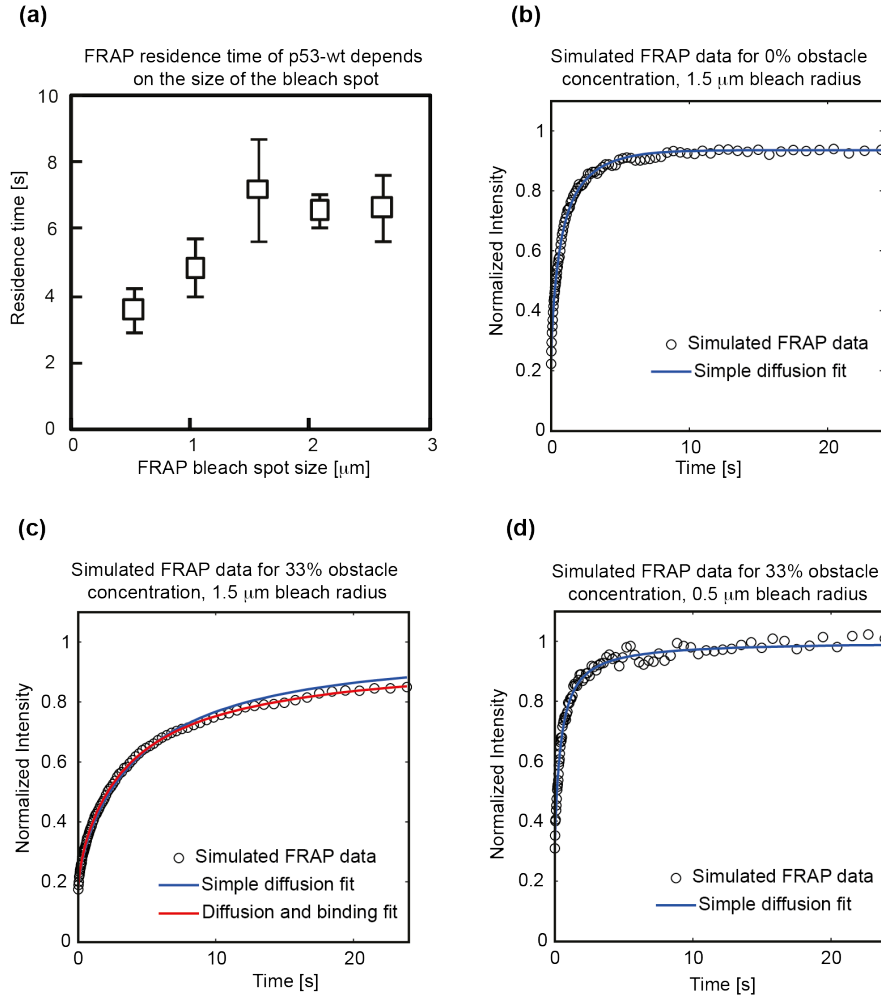 (a)
FRAP residence time of p53-wt depends
on the size of the bleach spot
10
8
6
4
2
0
Residence time [s]
0 1 2 3
FRAP bleach spot size [μm]
(b)
Simulated FRAP data for 0% obstacle
concentration, 1.5 μm bleach radius
1
0.8
0.6
0.4
0.2
0
Normalized Intensity
Simulated FRAP data
Simple diffusion fit
0 10 20
Time [s]
(c)
Simulated FRAP data for 33% obstacle
concentration, 1.5 μm bleach radius
1
0.8
0.6
0.4
0.2
0
Normalized Intensity
Simulated FRAP data
Simple diffusion fit
Diffusion and binding fit
0 10 20
Time [s]
(d)
Simulated FRAP data for 33% obstacle
concentration, 0.5 μm bleach radius
1
0.8
0.6
0.4
0.2
0
Normalized Intensity
Simulated FRAP data
Simple diffusion fit
0 10 20
Time [s]